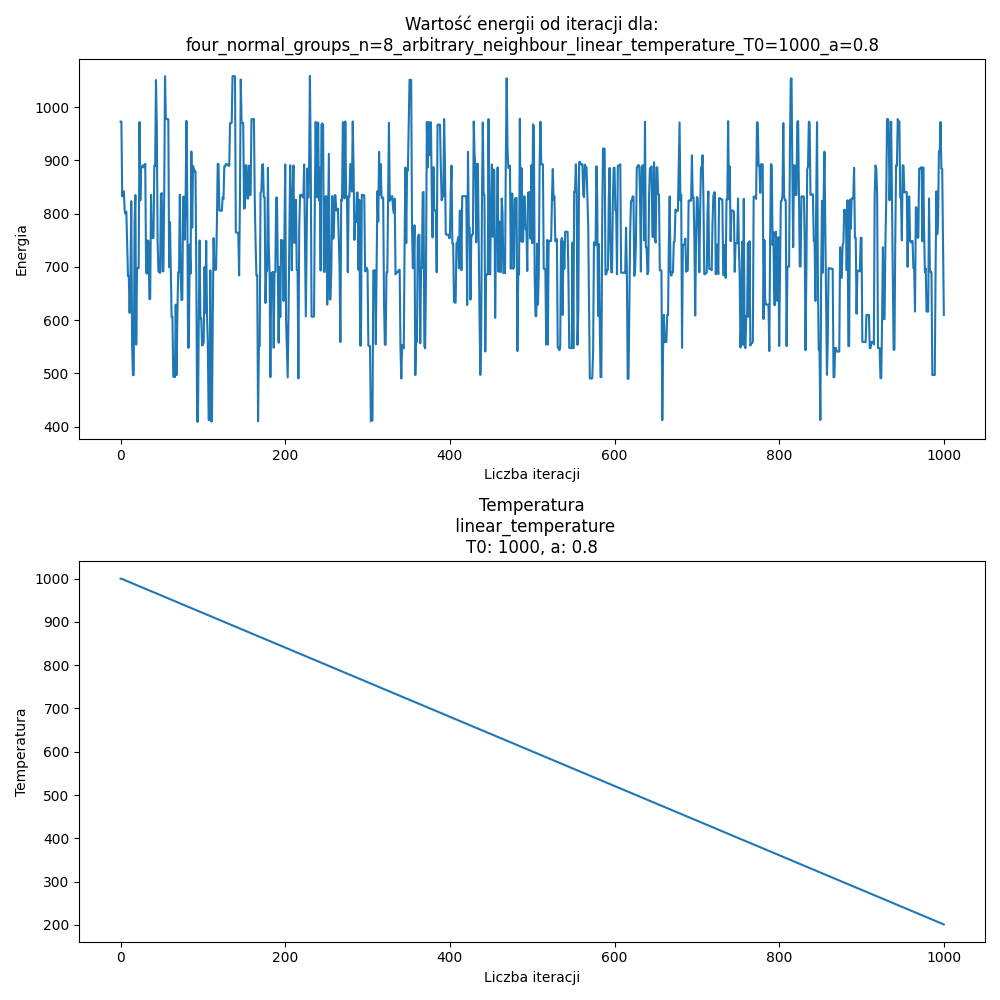 Wartość energii od iteracji dla:
four_normal_groups_n=8_arbitrary_neighbour_linear_temperature_T0=1000_a=0.8
1000
900
800
700
600
500
400
Energia
0 200 400 600 800 1000
Liczba iteracji
Temperatura
linear_temperature
T0: 1000, a: 0.8
1000
900
800
700
600
500
400
300
200
Temperatura
0 200 400 600 800 1000
Liczba iteracji